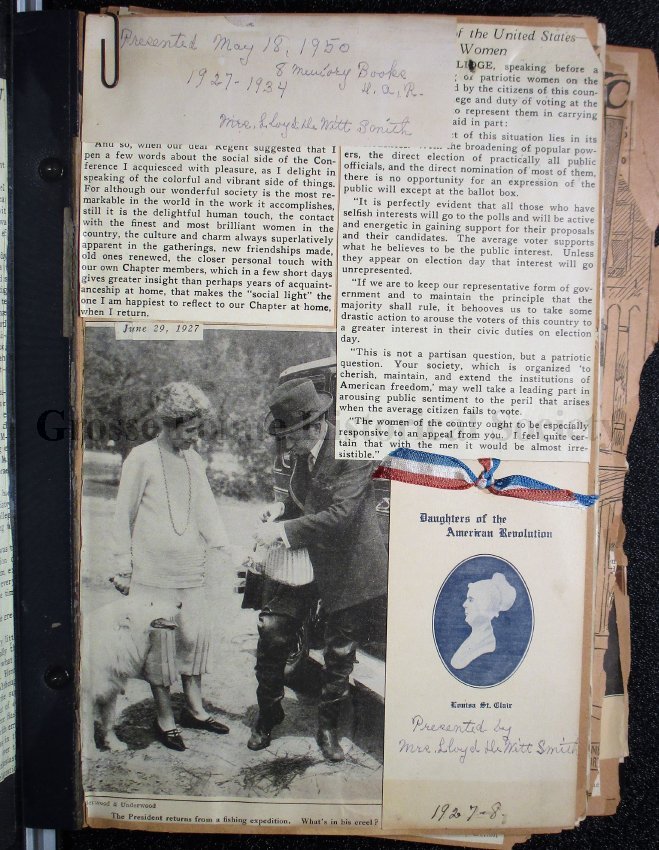 Presented May 18, 1950
8 Memory Books
1927-1934 D.A.R.
Mrs. Lloyd De Witt Smith
And so, when our dear Regent suggested that I
pen a few words about the social side of the Con-
ference I acquiesced with pleasure, as I delight in
speaking of the colorful and vibrant side of things.
For although our wonderful society is the most re-
markable in the world in the work it accomplishes,
still it is the delightful human touch, the contact
with the finest and most brilliant women in the
country, the culture and charm always superlatively
apparent in the gatherings, new friendships made,
old ones renewed, the closer personal touch with
our own Chapter members, which in a few short days
gives greater insight than perhaps years of acquaint-
anceship at home, that makes the "social light" the
one I am happiest to reflect to our Chapter at home,
when I return.
June 29, 1927
erwood & Underwood
The President returns from a fishing expedition. What's in his creel?
of the United States
Women
LIDGE, speaking before a
of patriotic women on the
d by the citizens of this coun-
ege and duty of voting at the
o represent them in carrying
aid in part:
ct of this situation lies in its
the broadening of popular pow-
ers, the direct election of practically all public
officials, and the direct nomination of most of them,
there is no opportunity for an expression of the
public will except at the ballot box.
"It is perfectly evident that all those who have
selfish interests will go to the polls and will be active
and energetic in gaining support for their proposals
and their candidates. The average voter supports
what he believes to be the public interest. Unless
they appear on election day that interest will go
unrepresented.
"If we are to keep our representative form of gov-
ernment and to maintain the principle that the
majority shall rule, it behooves us to take some
drastic action to arouse the voters of this country to
a greater interest in their civic duties on election
day.
"This is not a partisan question, but a patriotic
question. Your society, which is organized 'to
cherish, maintain, and extend the institutions of
American freedom,' may well take a leading part in
arousing public sentiment to the peril that arises
when the average citizen fails to vote.
"The women of the country ought to be especially
responsive to an appeal from you. I feel quite cer-
tain that with the men it would be almost irre-
sistible."
Daughters of the
American Revolution
Louisa St. Clair
Presented by
Mrs. Lloyd De Witt Smith
1927-8